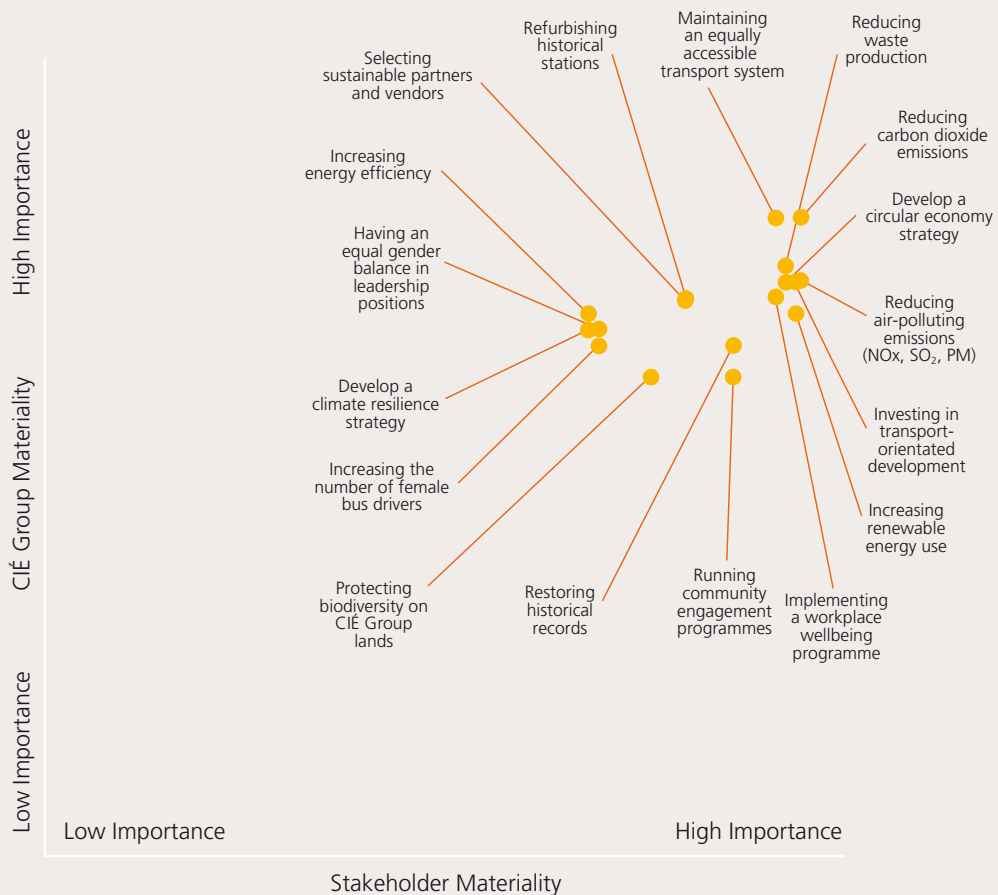 Refurbishing
historical
stations
Maintaining
an equally
accessible
transport system
Reducing
waste
production
Selecting
sustainable partners
and vendors
Reducing
carbon dioxide
emissions
Increasing
energy efficiency
Develop a
circular economy
strategy
Having an
equal gender
balance in
leadership
positions
Reducing
air-polluting
emissions
(NOx, SO₂, PM)
Develop a
climate resilience
strategy
Investing in
transport-
orientated
development
Increasing the
number of female
bus drivers
Increasing
renewable
energy use
Protecting
biodiversity on
CIÉ Group
lands
Restoring
historical
records
Running
community
engagement
programmes
Implementing
a workplace
wellbeing
programme
High Importance
CIÉ Group Materiality
Low Importance
Low Importance
High Importance
Stakeholder Materiality